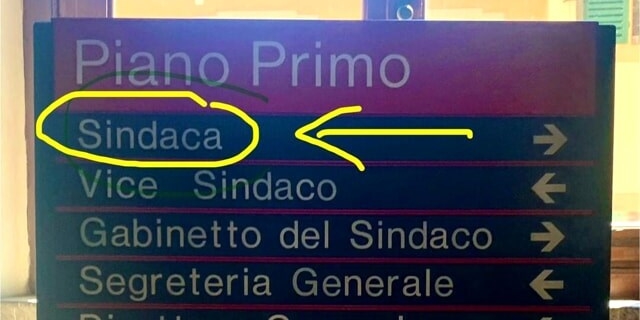 Piano Primo
Sindaca →
Vice Sindaco ←
Gabinetto del Sindaco →
Segreteria Generale ←